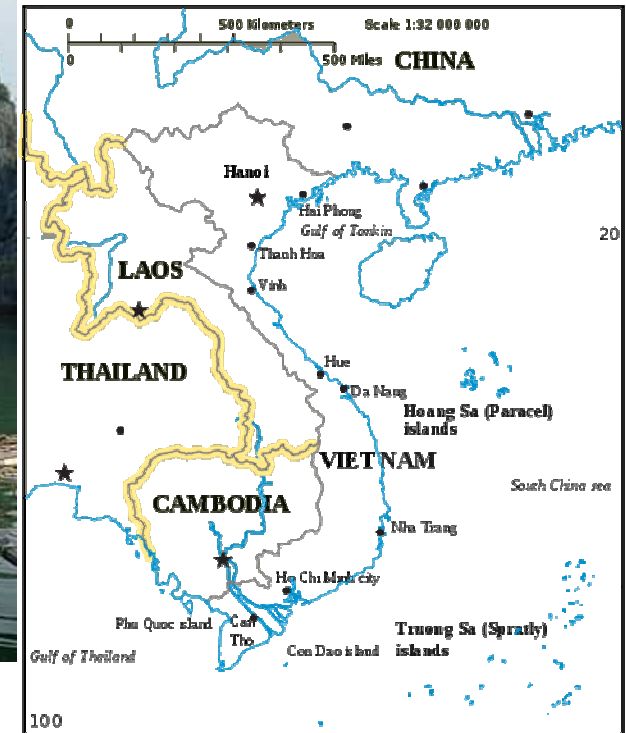 0 500 Kilometers Scale 1:32 000 000
0 500 Miles
CHINA
Hanoi
Hai Phong
Gulf of Tonkin
20
Thanh Hoa
LAOS
Vinh
Hue
THAILAND
Da Nang
Hoang Sa (Paracel)
islands
VIETNAM
South China sea
CAMBODIA
Nha Trang
Ho Chi Minh city
Phu Quoc island
Can
Tho
Truong Sa (Spratly)
islands
Con Dao island
Gulf of Thailand
100